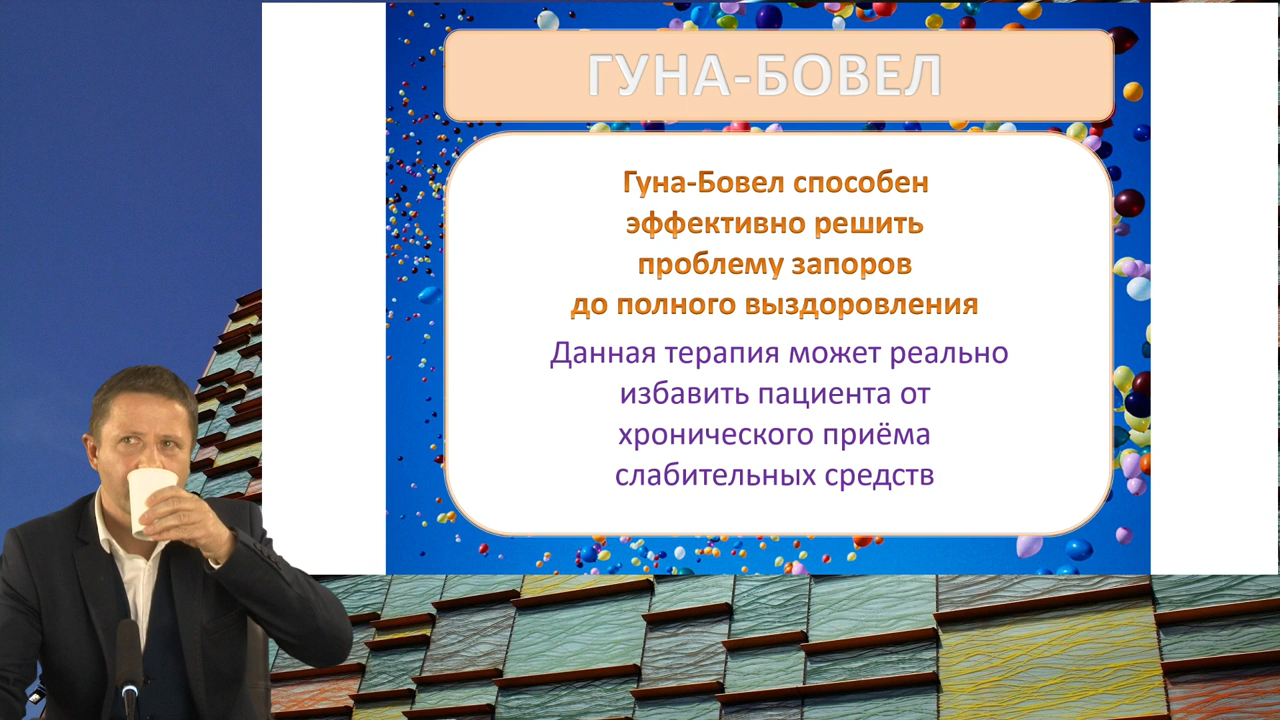 ГУНА-БОВЕЛ
Гуна-Бовел способен
эффективно решить
проблему запоров
до полного выздоровления
Данная терапия может реально
избавить пациента от
хронического приёма
слабительных средств